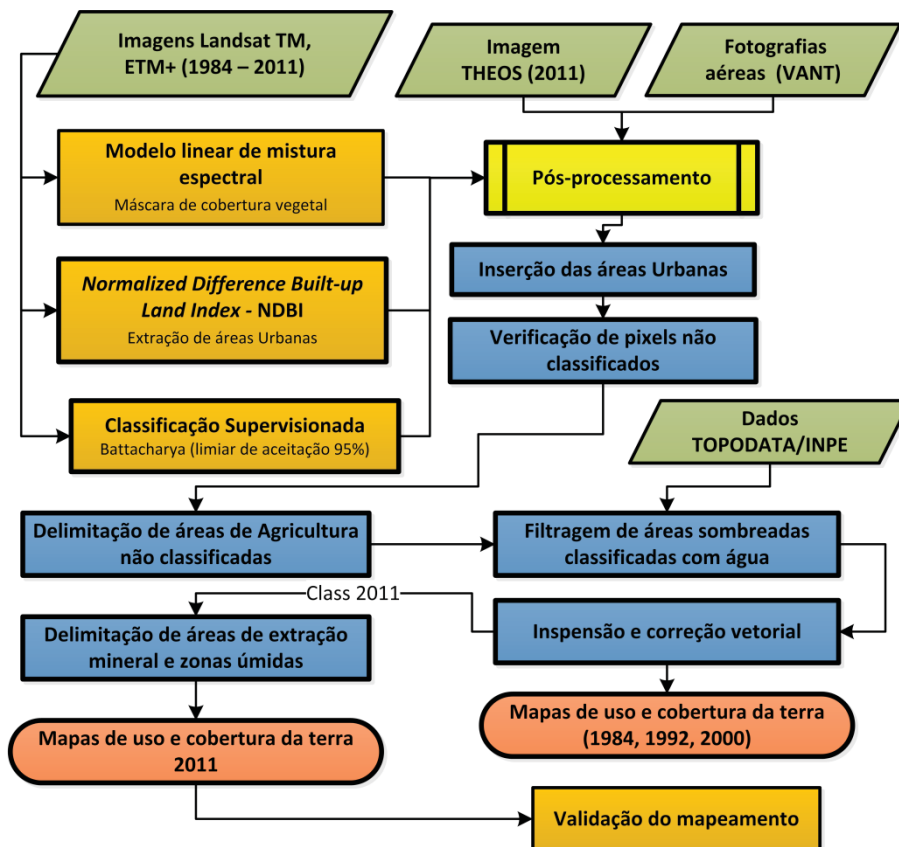 Imagens Landsat TM,
ETM+ (1984 – 2011)
Imagem
THEOS (2011)
Fotografias
aéreas (VANT)
Modelo linear de mistura
espectral
Máscara de cobertura vegetal
Pós-processamento
Normalized Difference Built-up
Land Index - NDBI
Extração de áreas Urbanas
Inserção das áreas Urbanas
Verificação de pixels não
classificados
Classificação Supervisionada
Battacharya (limiar de aceitação 95%)
Dados
TOPODATA/INPE
Delimitação de áreas de Agricultura
não classificadas
Filtragem de áreas sombreadas
classificadas com água
Class 2011
Delimitação de áreas de extração
mineral e zonas úmidas
Inspensão e correção vetorial
Mapas de uso e cobertura da terra
2011
Mapas de uso e cobertura da terra
(1984, 1992, 2000)
Validação do mapeamento